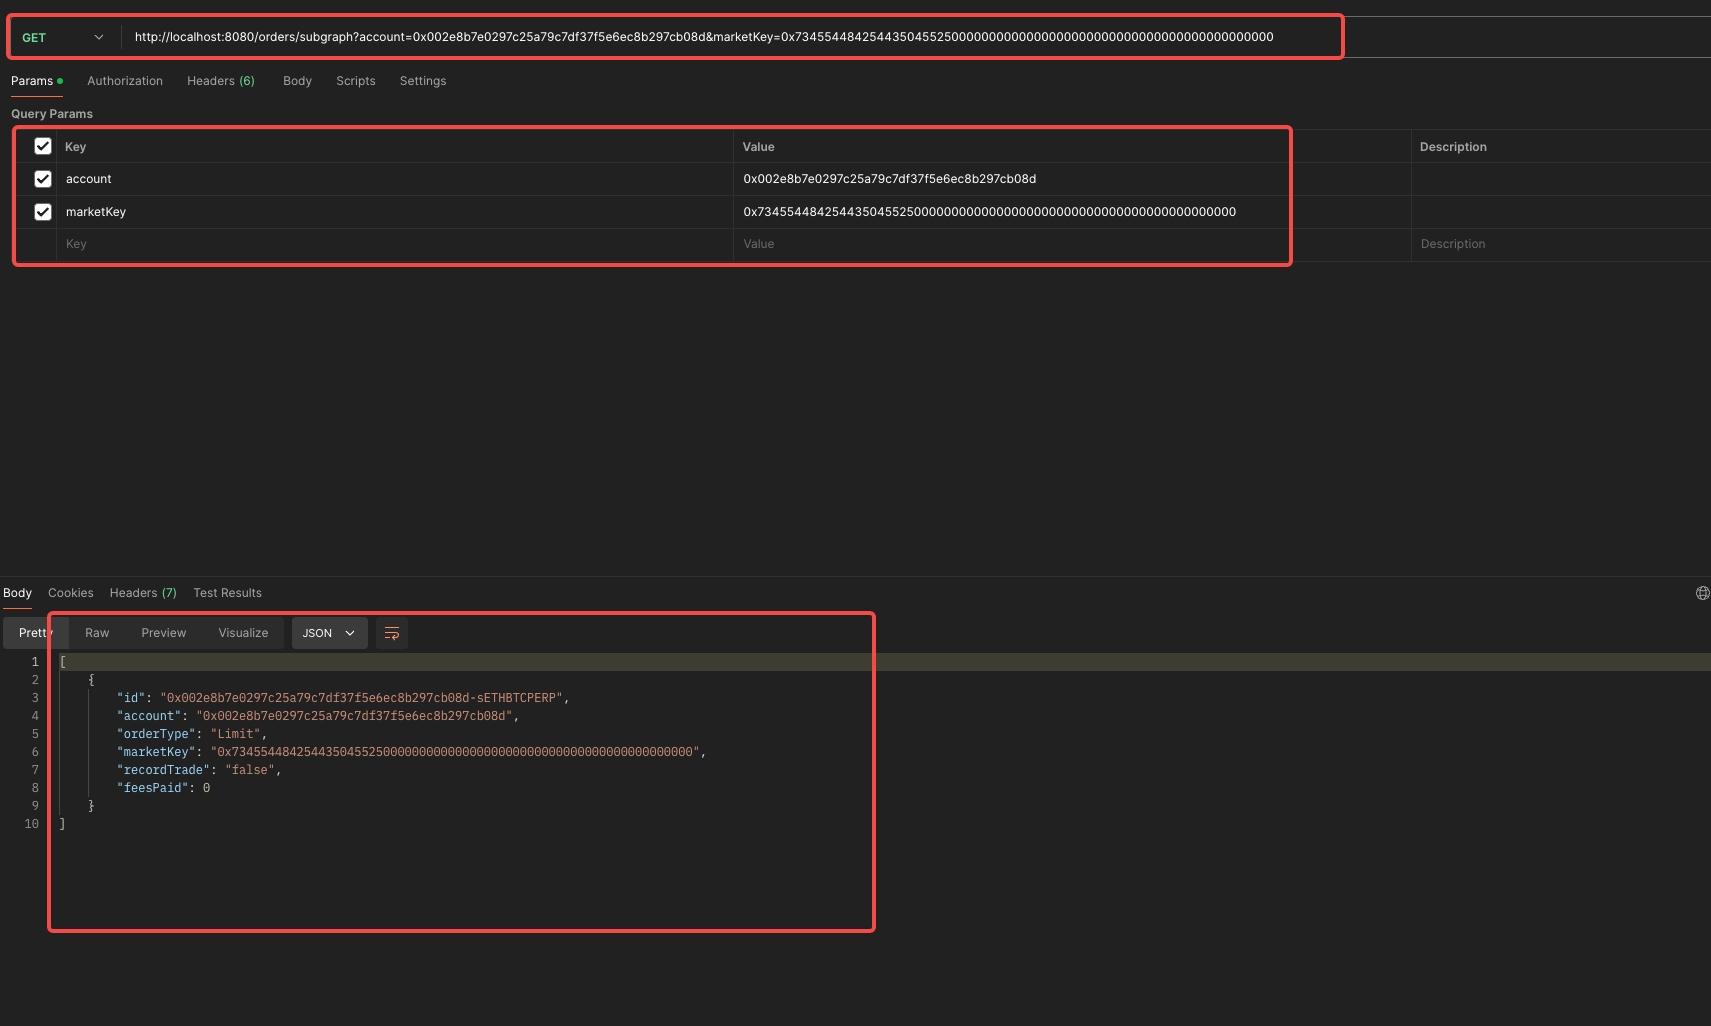 GET
http://localhost:8080/orders/subgraph?account=0x002e8b7e0297c25a79c7df37f5e6ec8b297cb08d&marketKey=0x7345544842544350455250000000000000000000000000000000000000000000
Params Authorization Headers (6) Body Scripts Settings
Query Params
Key Value Description
account 0x002e8b7e0297c25a79c7df37f5e6ec8b297cb08d
marketKey 0x7345544842544350455250000000000000000000000000000000000000000000
Key Value Description
Body Cookies Headers (7) Test Results
Pretty Raw Preview Visualize JSON
1 [
2 {
3 "id": "0x002e8b7e0297c25a79c7df37f5e6ec8b297cb08d-sETHBTCPERP",
4 "account": "0x002e8b7e0297c25a79c7df37f5e6ec8b297cb08d",
5 "orderType": "Limit",
6 "marketKey": "0x7345544842544350455250000000000000000000000000000000000000000000",
7 "recordTrade": "false",
8 "feesPaid": 0
9 }
10 ]